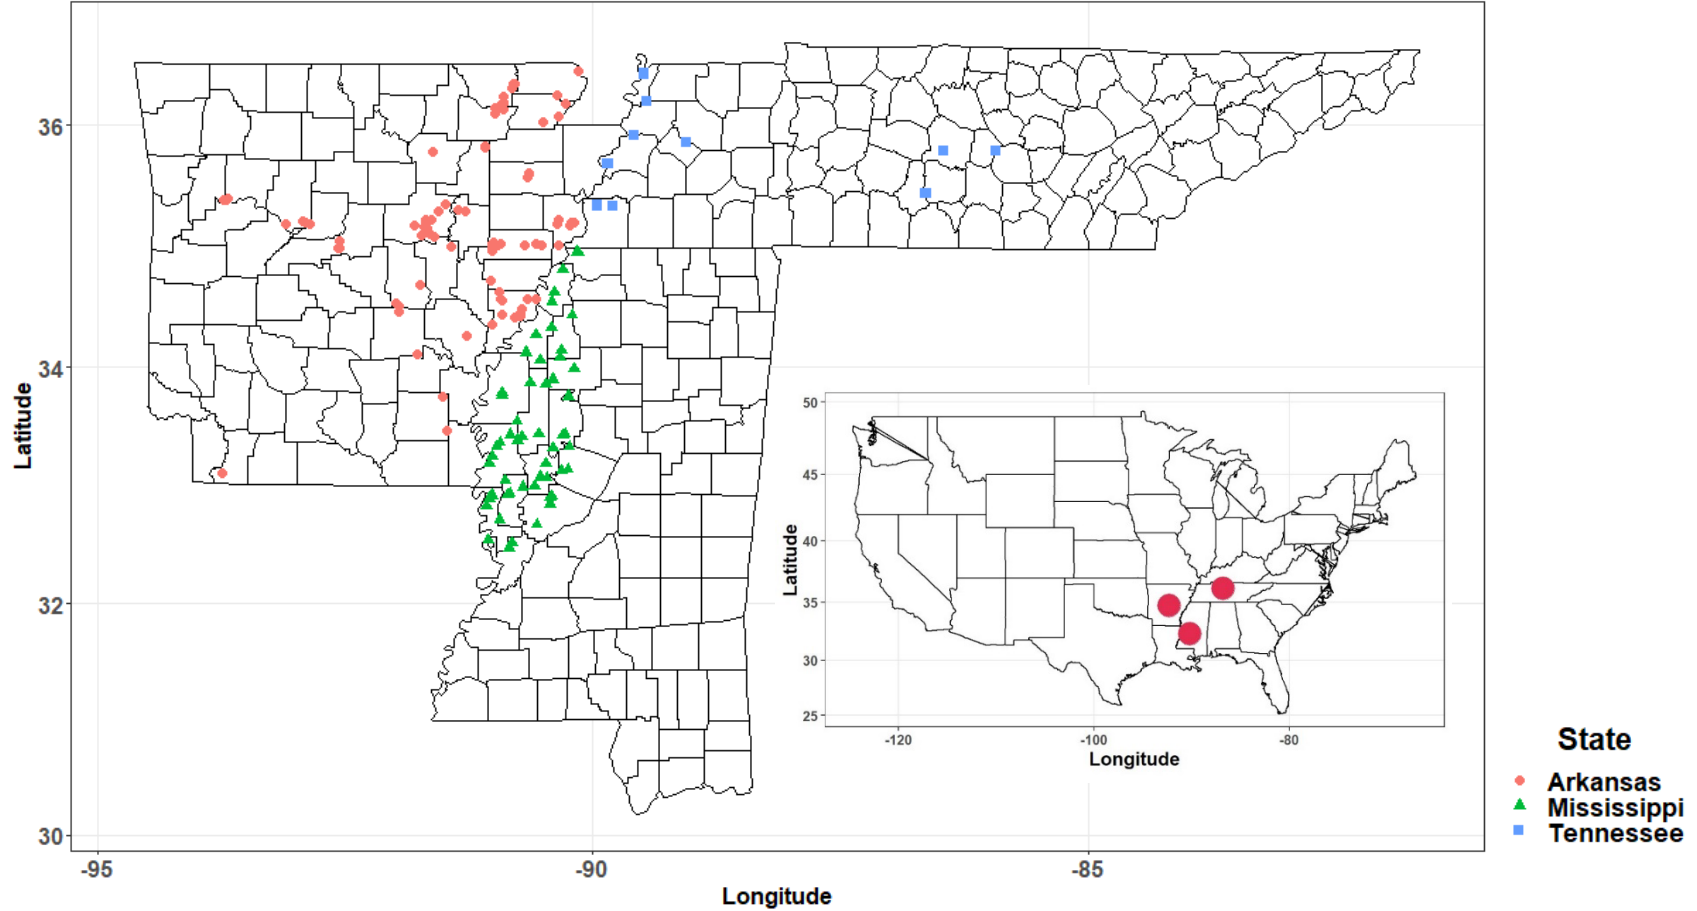 36
34
32
30
Latitude
-95
-90
-85
Longitude
50
45
40
35
30
25
Latitude
-120
-100
-80
Longitude
State
Arkansas
Mississippi
Tennessee